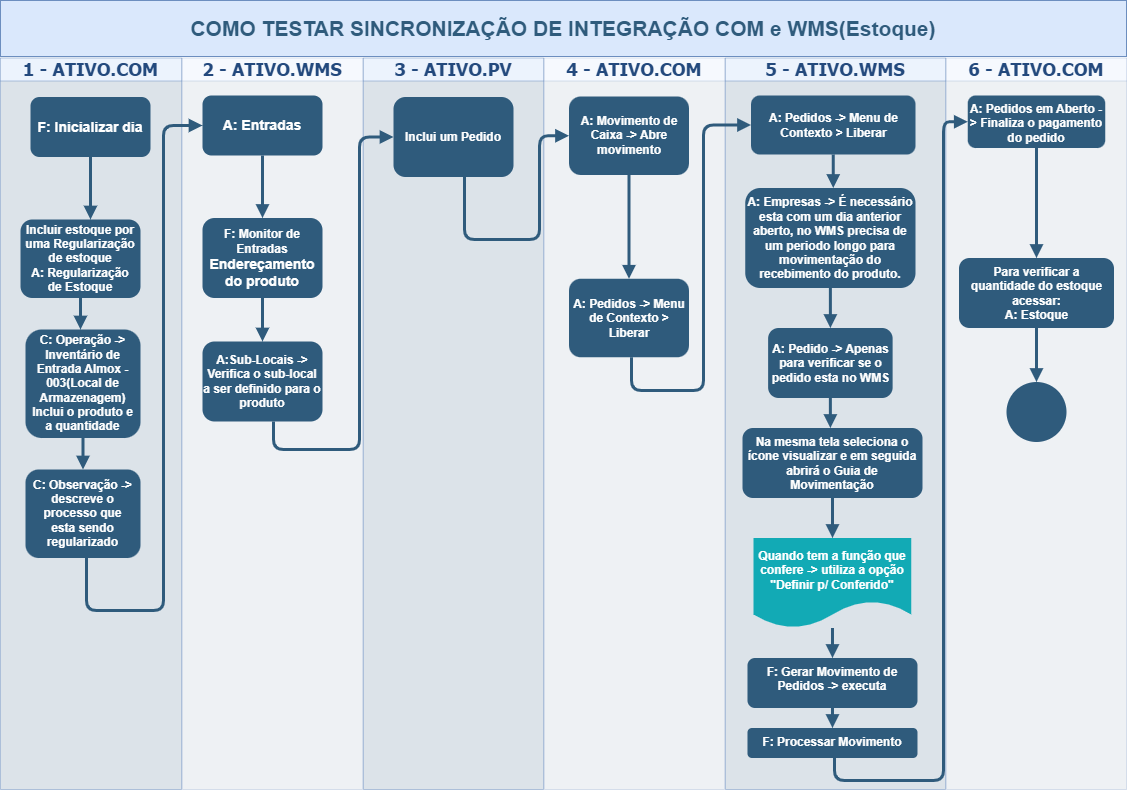 COMO TESTAR SINCRONIZAÇÃO DE INTEGRAÇÃO COM e WMS(Estoque)
1 - ATIVO.COM
F: Inicializar dia
Incluir estoque por
uma Regularização
de estoque
A: Regularização
de Estoque
C: Operação ->
Inventário de
Entrada Almox -
003(Local de
Armazenagem)
Inclui o produto e
a quantidade
C: Observação ->
descreve o
processo que
esta sendo
regularizado
2 - ATIVO.WMS
A: Entradas
F: Monitor de
Entradas
Endereçamento
do produto
A:Sub-Locais ->
Verifica o sub-local
a ser definido para o
produto
3 - ATIVO.PV
Inclui um Pedido
4 - ATIVO.COM
A: Movimento de
Caixa -> Abre
movimento
A: Pedidos -> Menu
de Contexto >
Liberar
5 - ATIVO.WMS
A: Pedidos -> Menu de
Contexto > Liberar
A: Empresas -> É necessário
esta com um dia anterior
aberto, no WMS precisa de
um periodo longo para
movimentação do
recebimento do produto.
A: Pedido -> Apenas
para verificar se o
pedido esta no WMS
Na mesma tela seleciona o
ícone visualizar e em seguida
abrirá o Guia de
Movimentação
Quando tem a função que
confere -> utiliza a opção
"Definir p/ Conferido"
F: Gerar Movimento de
Pedidos -> executa
F: Processar Movimento
6 - ATIVO.COM
A: Pedidos em Aberto -
> Finaliza o pagamento
do pedido
Para verificar a
quantidade do estoque
acessar:
A: Estoque